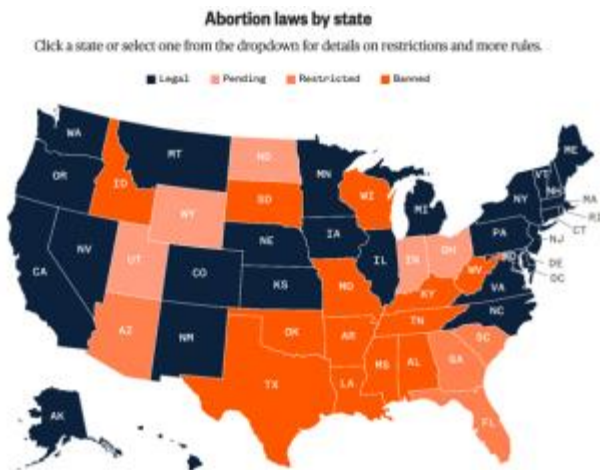 Abortion laws by state
Click a state or select one from the dropdown for details on restrictions and more rules.
Legal Pending Restricted Banned
WA
MT
ND
MN
ME
VT
NH
OR
ID
SD
WI
MI
NY
MA
RI
CT
WY
IA
PA
NJ
NE
NV
UT
CO
IL
IN
OH
MD
DE
DC
CA
KS
MO
WV
VA
KY
NC
AZ
NM
OK
AR
TN
SC
TX
LA
MS
AL
GA
FL
AK